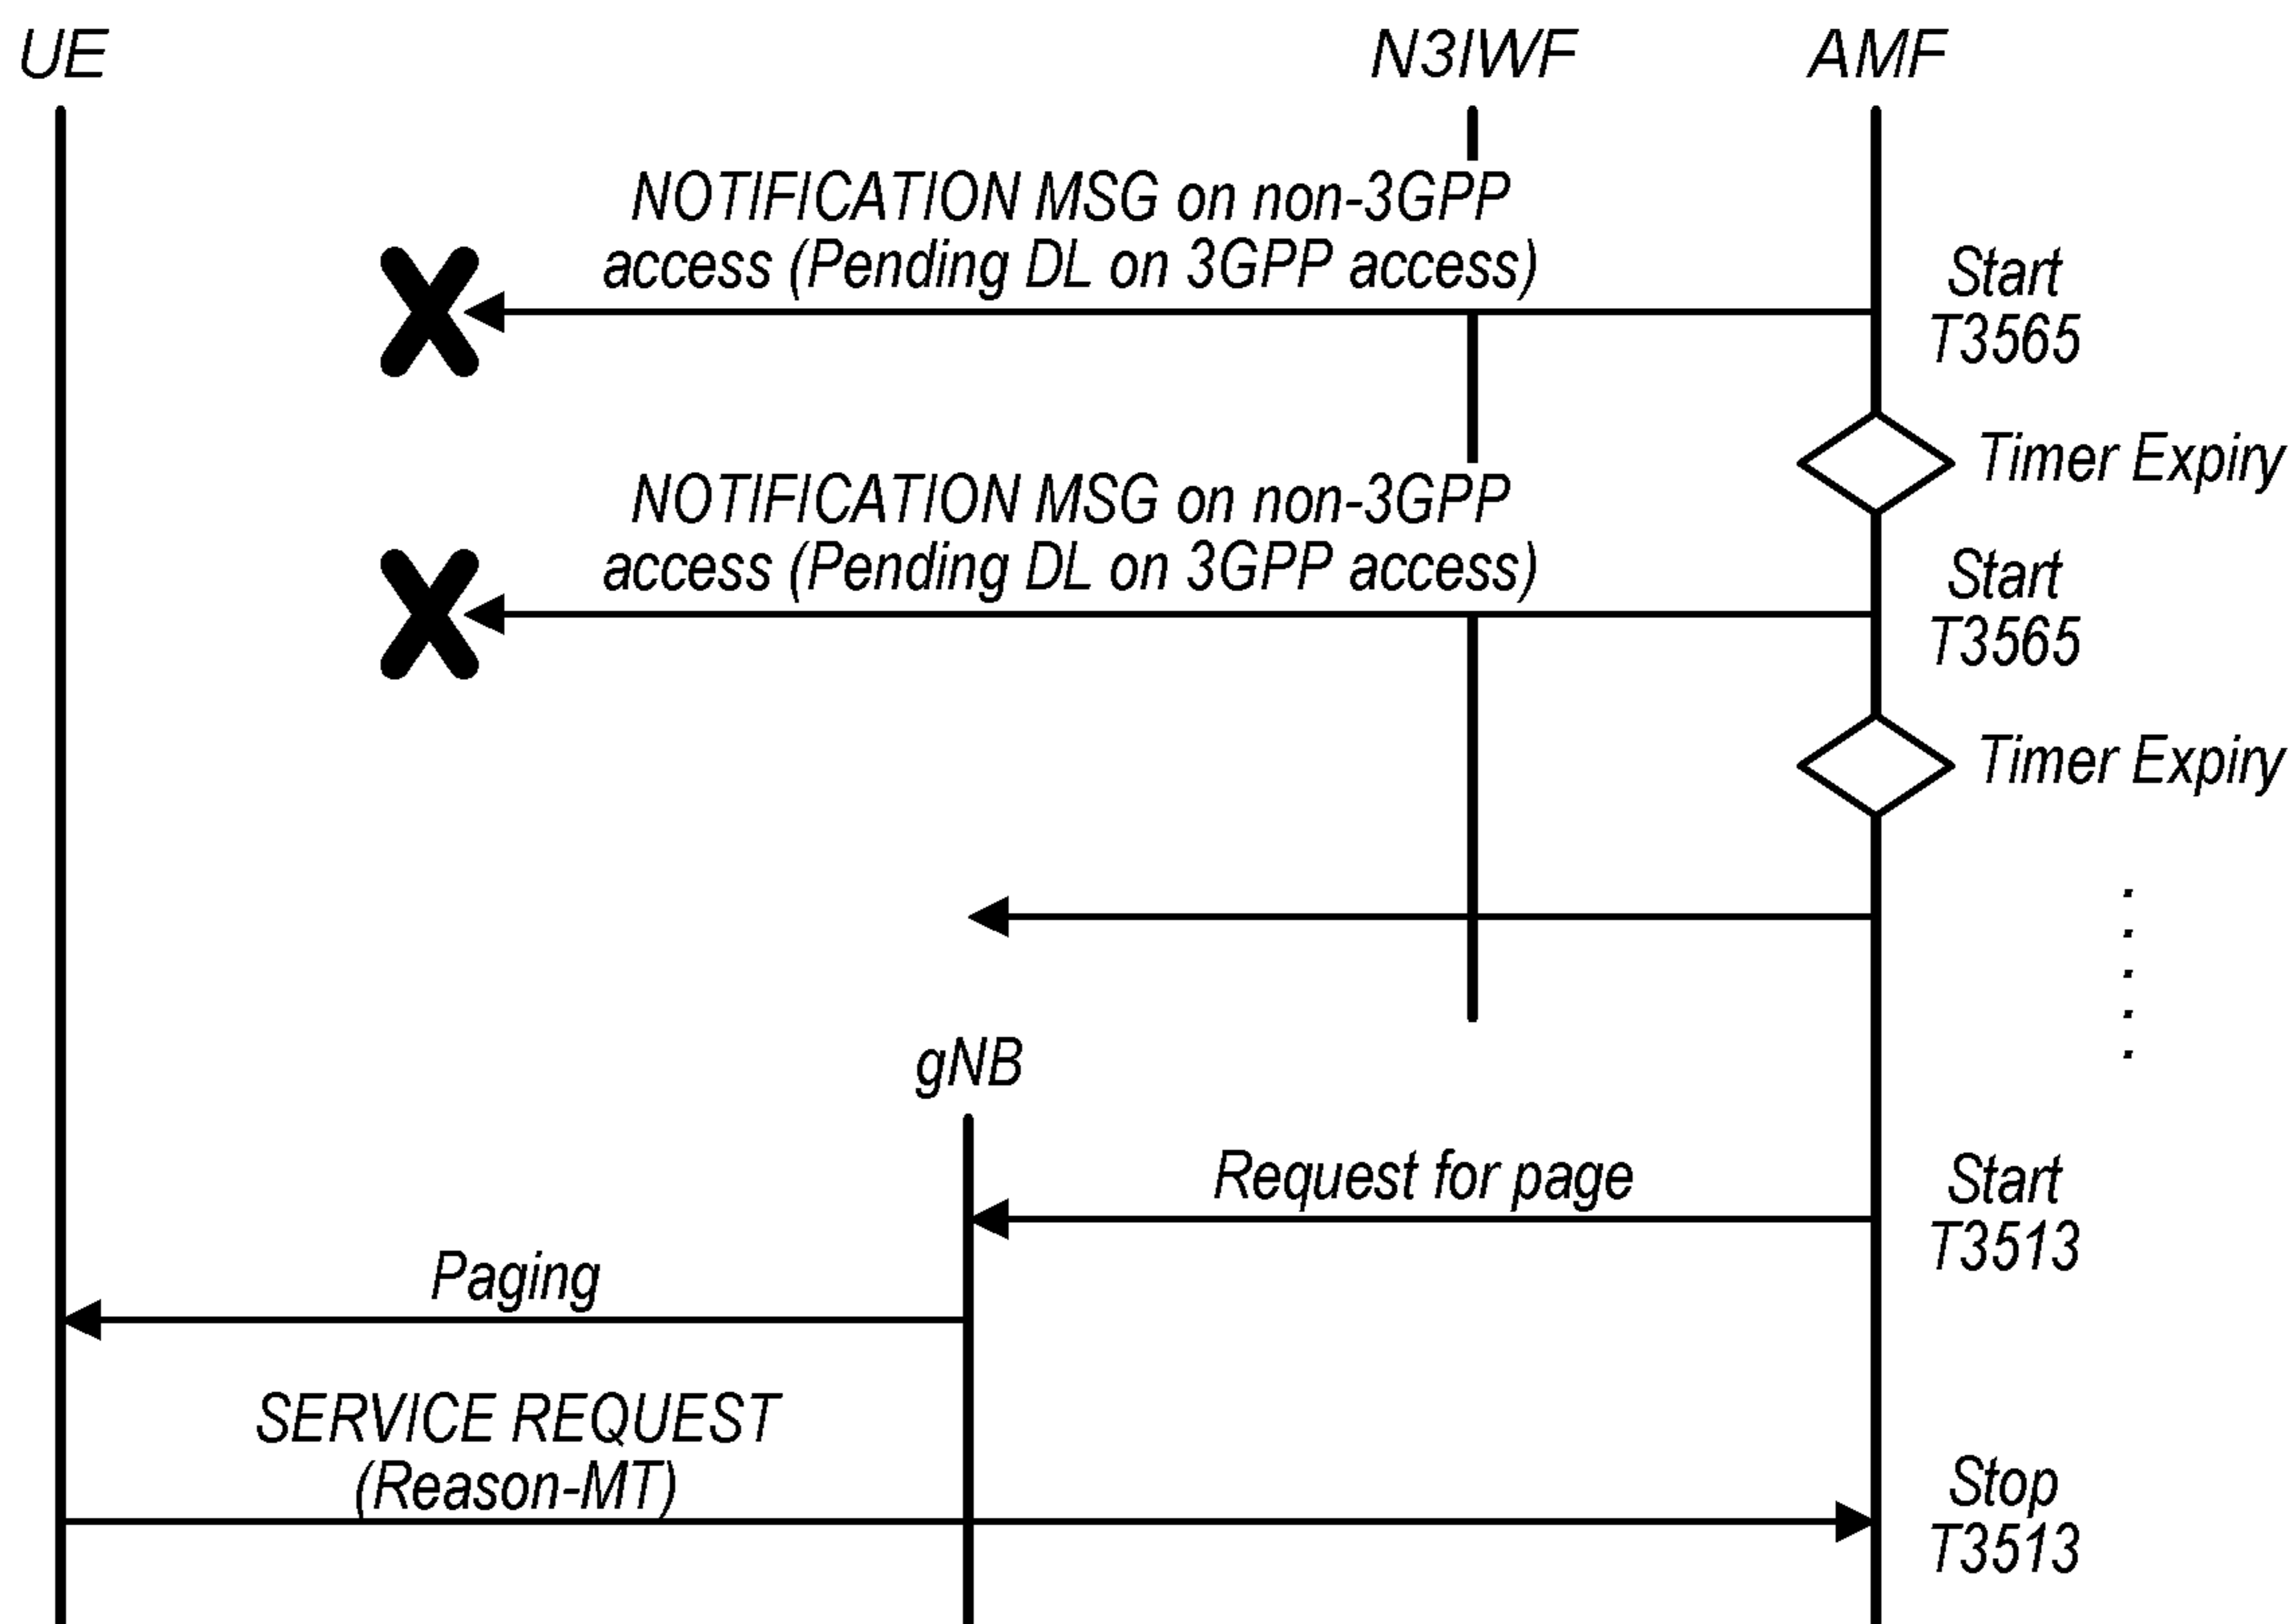 UE
N3IWF
AMF
NOTIFICATION MSG on non-3GPP
access (Pending DL on 3GPP access)
Start
T3565
Timer Expiry
NOTIFICATION MSG on non-3GPP
access (Pending DL on 3GPP access)
Start
T3565
Timer Expiry
gNB
Request for page
Start
T3513
Paging
SERVICE REQUEST
(Reason-MT)
Stop
T3513